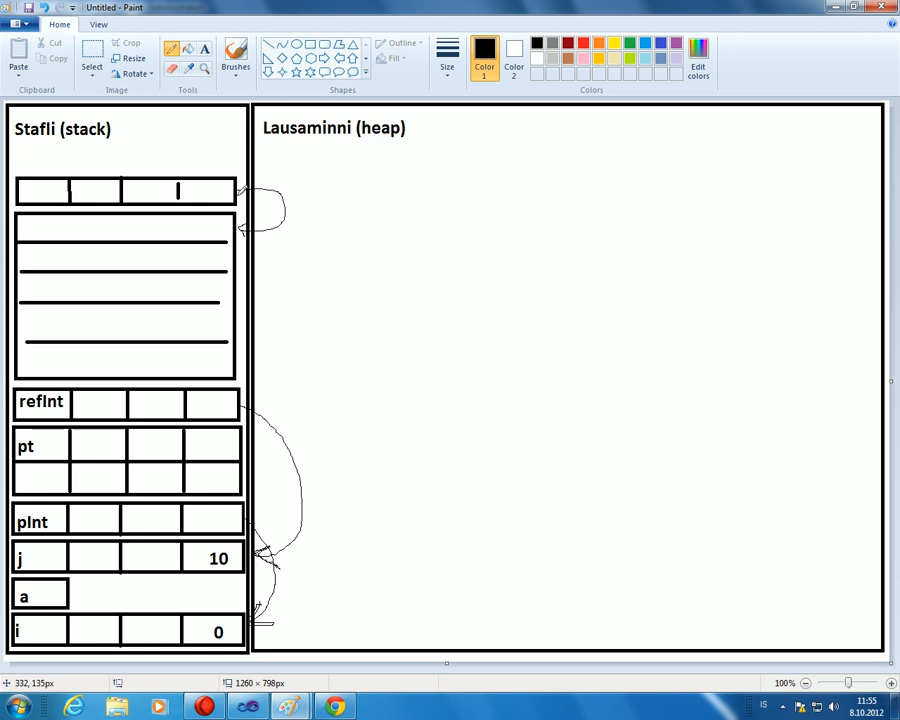 Untitled - Paint
Home View
Paste
Cut
Copy
Clipboard
Select
Crop
Resize
Rotate
Image
A
Tools
Brushes
Outline
Fill
Shapes
Size
Color 1
Color 2
Edit colors
Colors
Stafli (stack)
Lausaminni (heap)
refInt
pt
pInt
j 10
a
i 0
332, 135px
1260 × 798px
100%
IS
11:55
8.10.2012